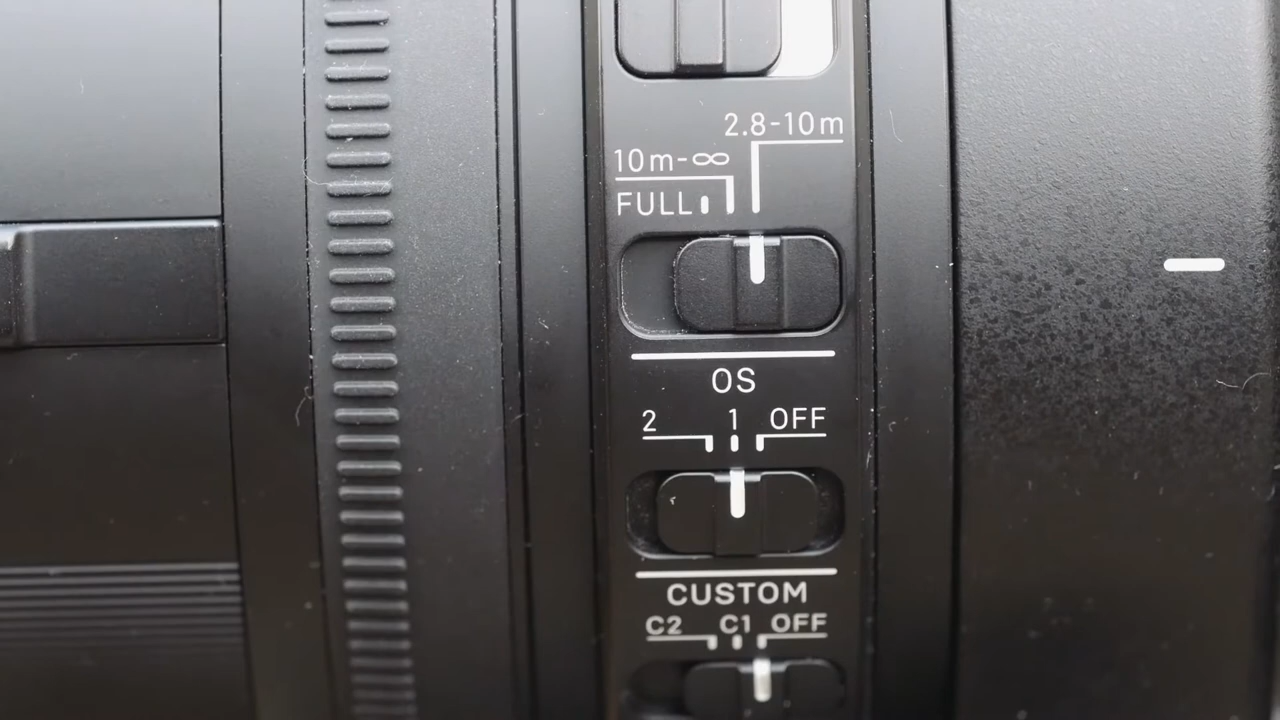 2.8-10m
10m-∞
FULL
OS
2 1 OFF
CUSTOM
C2 C1 OFF